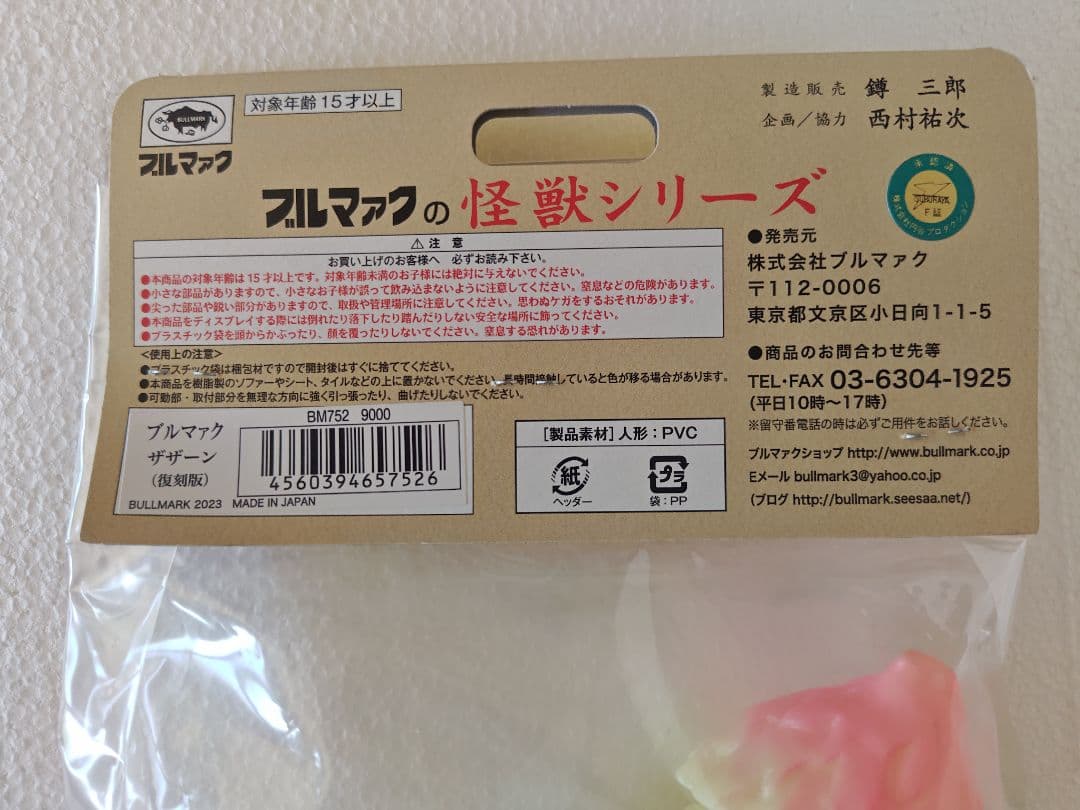 BULLMARK
ブルマァク
対象年齢15才以上
製造販売 鐏 三郎
企画/協力 西村祐次
ブルマァクの怪獣シリーズ
承認済
株式会社円谷プロダクション
⚠注意
お買い上げのお客様へ 必ずお読み下さい。
●本商品の対象年齢は15才以上です。対象年齢未満のお子様には絶対に与えないでください。
●小さな部品がありますので、小さなお子様が誤って飲み込まないように注意してください。窒息などの危険があります。
●尖った部品や鋭い部分がありますので、取扱や管理場所に注意してください。思わぬケガをするおそれがあります。
●本商品をディスプレイする際には倒れたり落下したり踏んだりしない安全な場所に飾ってください。
●プラスチック袋を頭からかぶったり、顔を覆ったりしないでください。窒息する恐れがあります。
<使用上の注意>
●プラスチック袋は梱包材ですので開封後はすぐに捨ててください。
●本商品を樹脂製のソファーやシート、タイルなどの上に置かないでください。長時間接触していると色が移る場合があります。
●可動部・取付部分を無理な方向に強く引っ張ったり、曲げたりしないでください。
ブルマァク
ザザーン
(復刻版)
BM752 9000
4560394657526
BULLMARK 2023 MADE IN JAPAN
[製品素材]人形:PVC
紙
ヘッダー
プラ
袋:PP
●発売元
株式会社ブルマァク
〒112-0006
東京都文京区小日向1-1-5
●商品のお問合わせ先等
TEL・FAX 03-6304-1925
(平日10時〜17時)
※留守番電話の時は必ずご用件をお話しください。
ブルマァクショップ http://www.bullmark.co.jp
Eメール bullmark3@yahoo.co.jp
(ブログ http://bullmark.seesaa.net/)